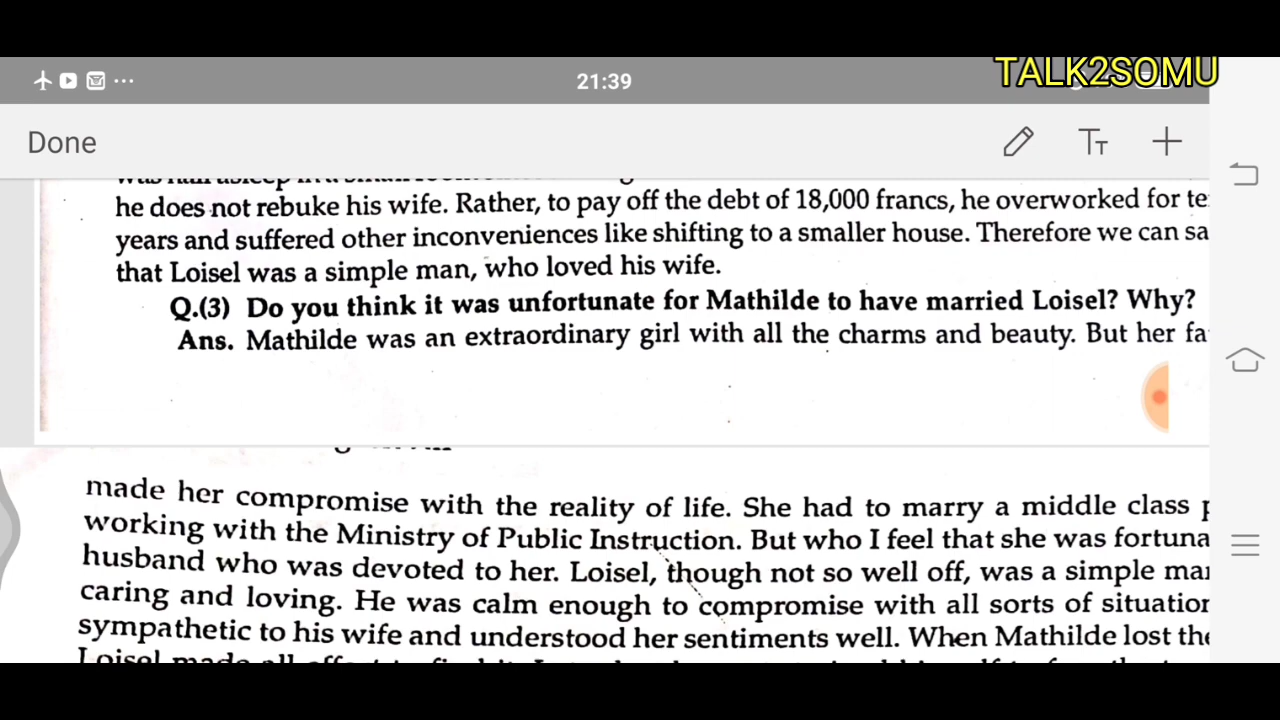 21:39
TALK2SOMU
Done
he does not rebuke his wife. Rather, to pay off the debt of 18,000 francs, he overworked for te
years and suffered other inconveniences like shifting to a smaller house. Therefore we can sa
that Loisel was a simple man, who loved his wife.
Q.(3) Do you think it was unfortunate for Mathilde to have married Loisel? Why?
Ans. Mathilde was an extraordinary girl with all the charms and beauty. But her fa
made her compromise with the reality of life. She had to marry a middle class p
working with the Ministry of Public Instruction. But who I feel that she was fortuna
husband who was devoted to her. Loisel, though not so well off, was a simple man
caring and loving. He was calm enough to compromise with all sorts of situation
sympathetic to his wife and understood her sentiments well. When Mathilde lost the
Loisel made all